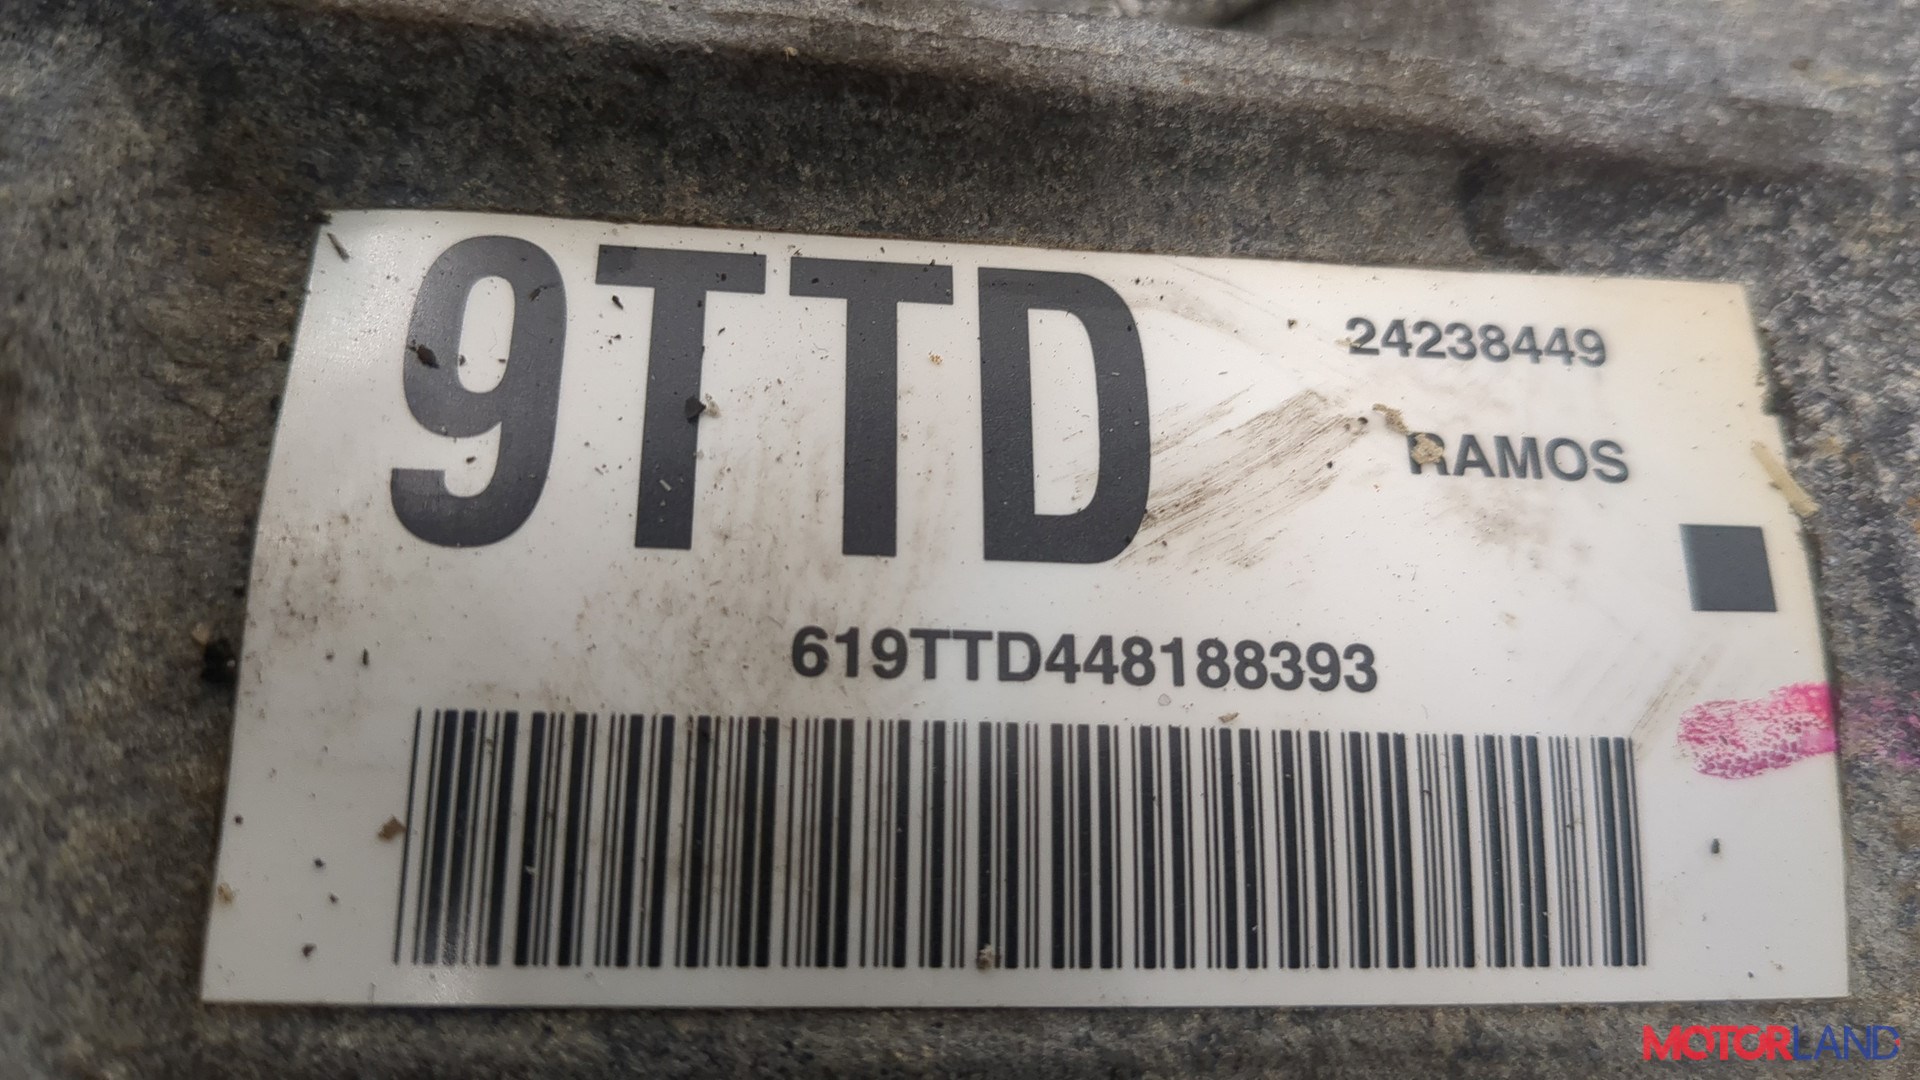 9TTD
24238449
RAMOS
619TTD448188393
MOTORLAND